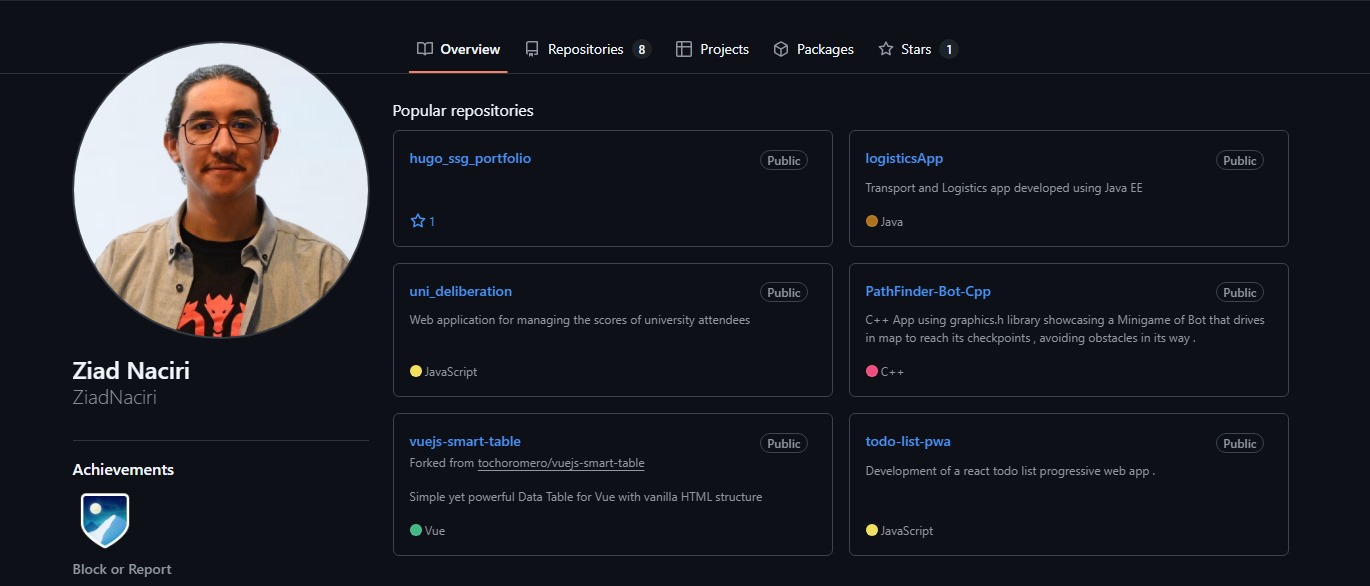 Overview
Repositories 8
Projects
Packages
Stars 1
Popular repositories
hugo_ssg_portfolio
Public
1
logisticsApp
Public
Transport and Logistics app developed using Java EE
Java
uni_deliberation
Public
Web application for managing the scores of university attendees
JavaScript
PathFinder-Bot-Cpp
Public
C++ App using graphics.h library showcasing a Minigame of Bot that drives
in map to reach its checkpoints , avoiding obstacles in its way .
C++
vuejs-smart-table
Public
Forked from tochoromero/vuejs-smart-table
Simple yet powerful Data Table for Vue with vanilla HTML structure
Vue
todo-list-pwa
Public
Development of a react todo list progressive web app .
JavaScript
Ziad Naciri
ZiadNaciri
Achievements
Block or Report